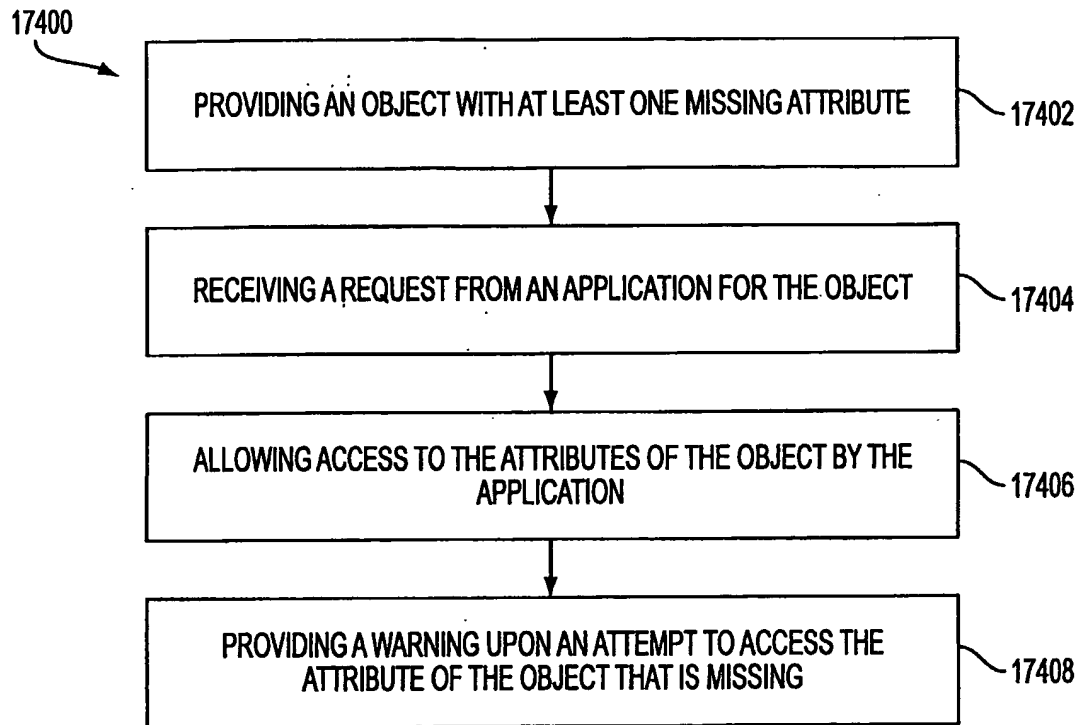 17400
PROVIDING AN OBJECT WITH AT LEAST ONE MISSING ATTRIBUTE
17402
RECEIVING A REQUEST FROM AN APPLICATION FOR THE OBJECT
17404
ALLOWING ACCESS TO THE ATTRIBUTES OF THE OBJECT BY THE
APPLICATION
17406
PROVIDING A WARNING UPON AN ATTEMPT TO ACCESS THE
ATTRIBUTE OF THE OBJECT THAT IS MISSING
17408